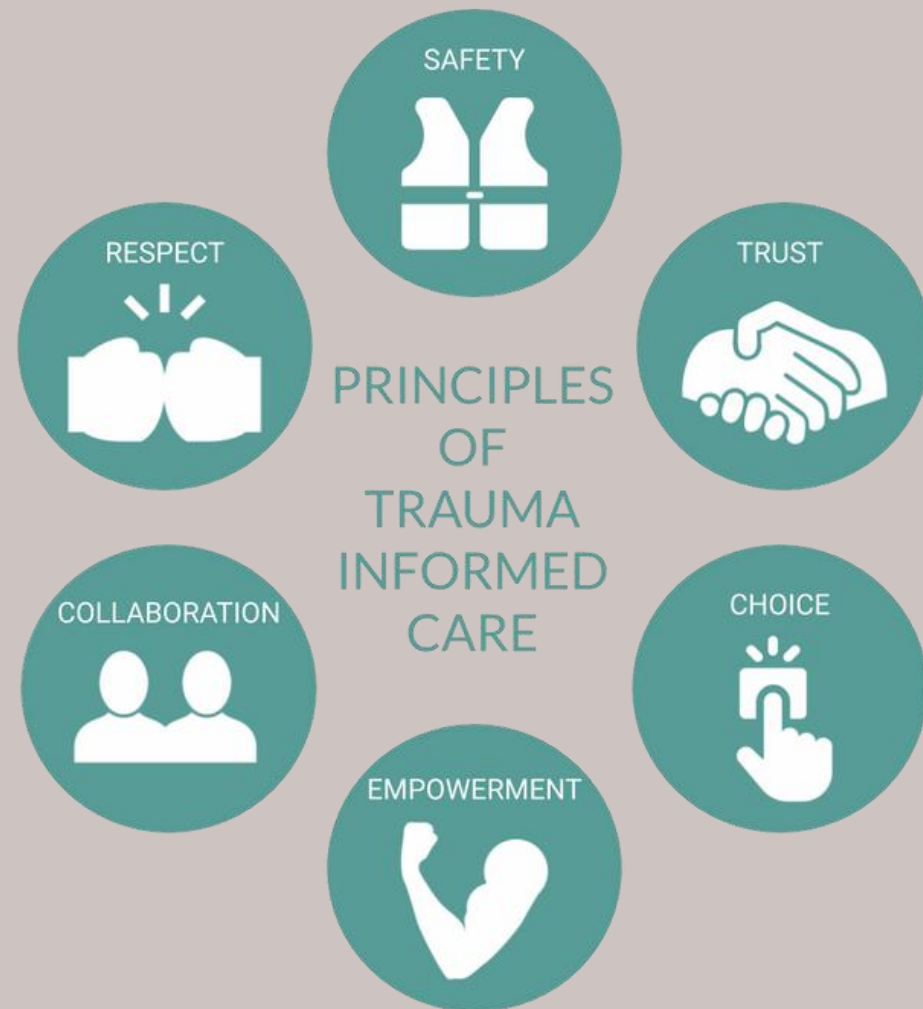 SAFETY
TRUST
CHOICE
EMPOWERMENT
COLLABORATION
RESPECT
PRINCIPLES
OF
TRAUMA
INFORMED
CARE